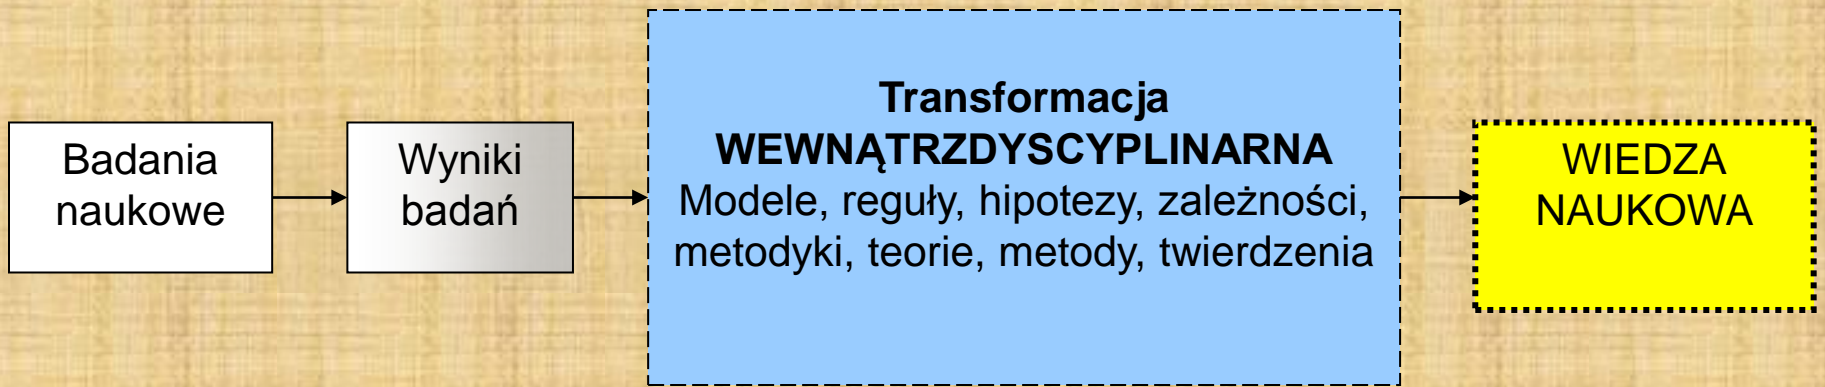 Badania
naukowe
Wyniki
badań
Transformacja
WEWNĄTRZDYSCYPLINARNA
Modele, reguły, hipotezy, zależności,
metodyki, teorie, metody, twierdzenia
WIEDZA
NAUKOWA